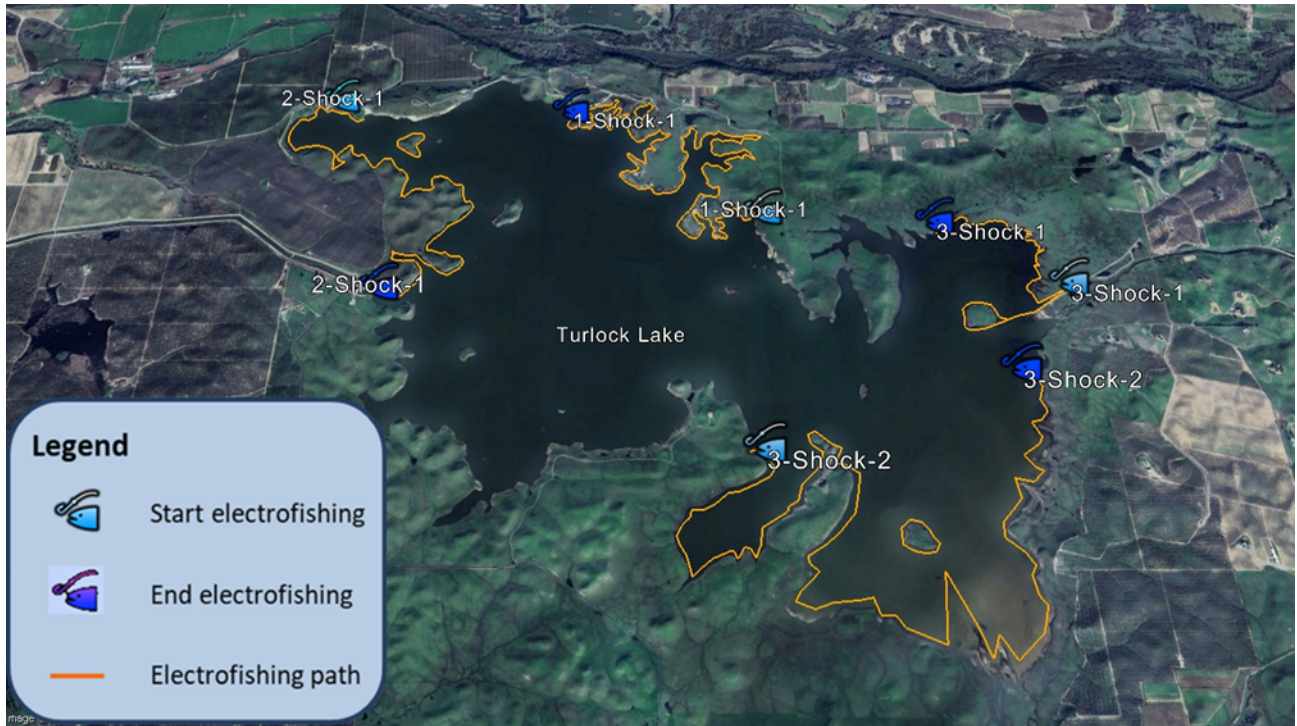 2-Shock-1
1-Shock-1
1-Shock-1
3-Shock-1
2-Shock-1
3-Shock-1
Turlock Lake
3-Shock-2
3-Shock-2
Legend
Start electrofishing
End electrofishing
Electrofishing path
mage